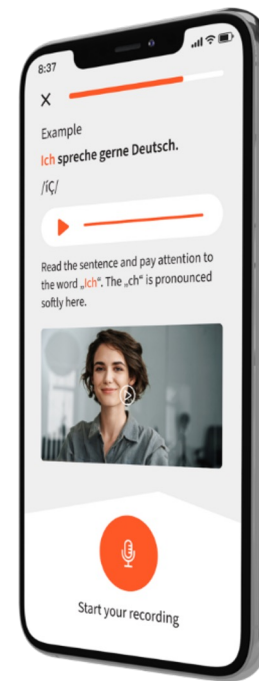 8:37
Example
Ich spreche gerne Deutsch.
/iÇ/
Read the sentence and pay attention to
the word „Ich“. The „ch“ is pronounced
softly here.
Start your recording